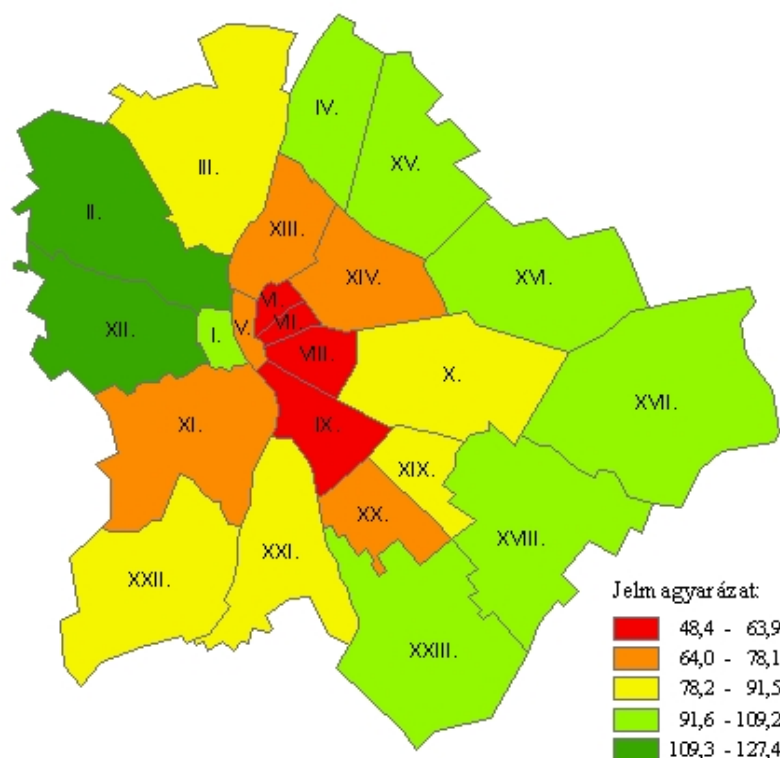 IV.
III.
XV.
II.
XIII.
XIV.
XVI.
VI.
XII.
I.
V.
VII.
VIII.
X.
XVII.
XI.
IX.
XIX.
XX.
XVIII.
XXI.
XXII.
XXIII.
Jelm agyarázat:
48,4 - 63,9
64,0 - 78,1
78,2 - 91,5
91,6 - 109,2
109,3 - 127,4